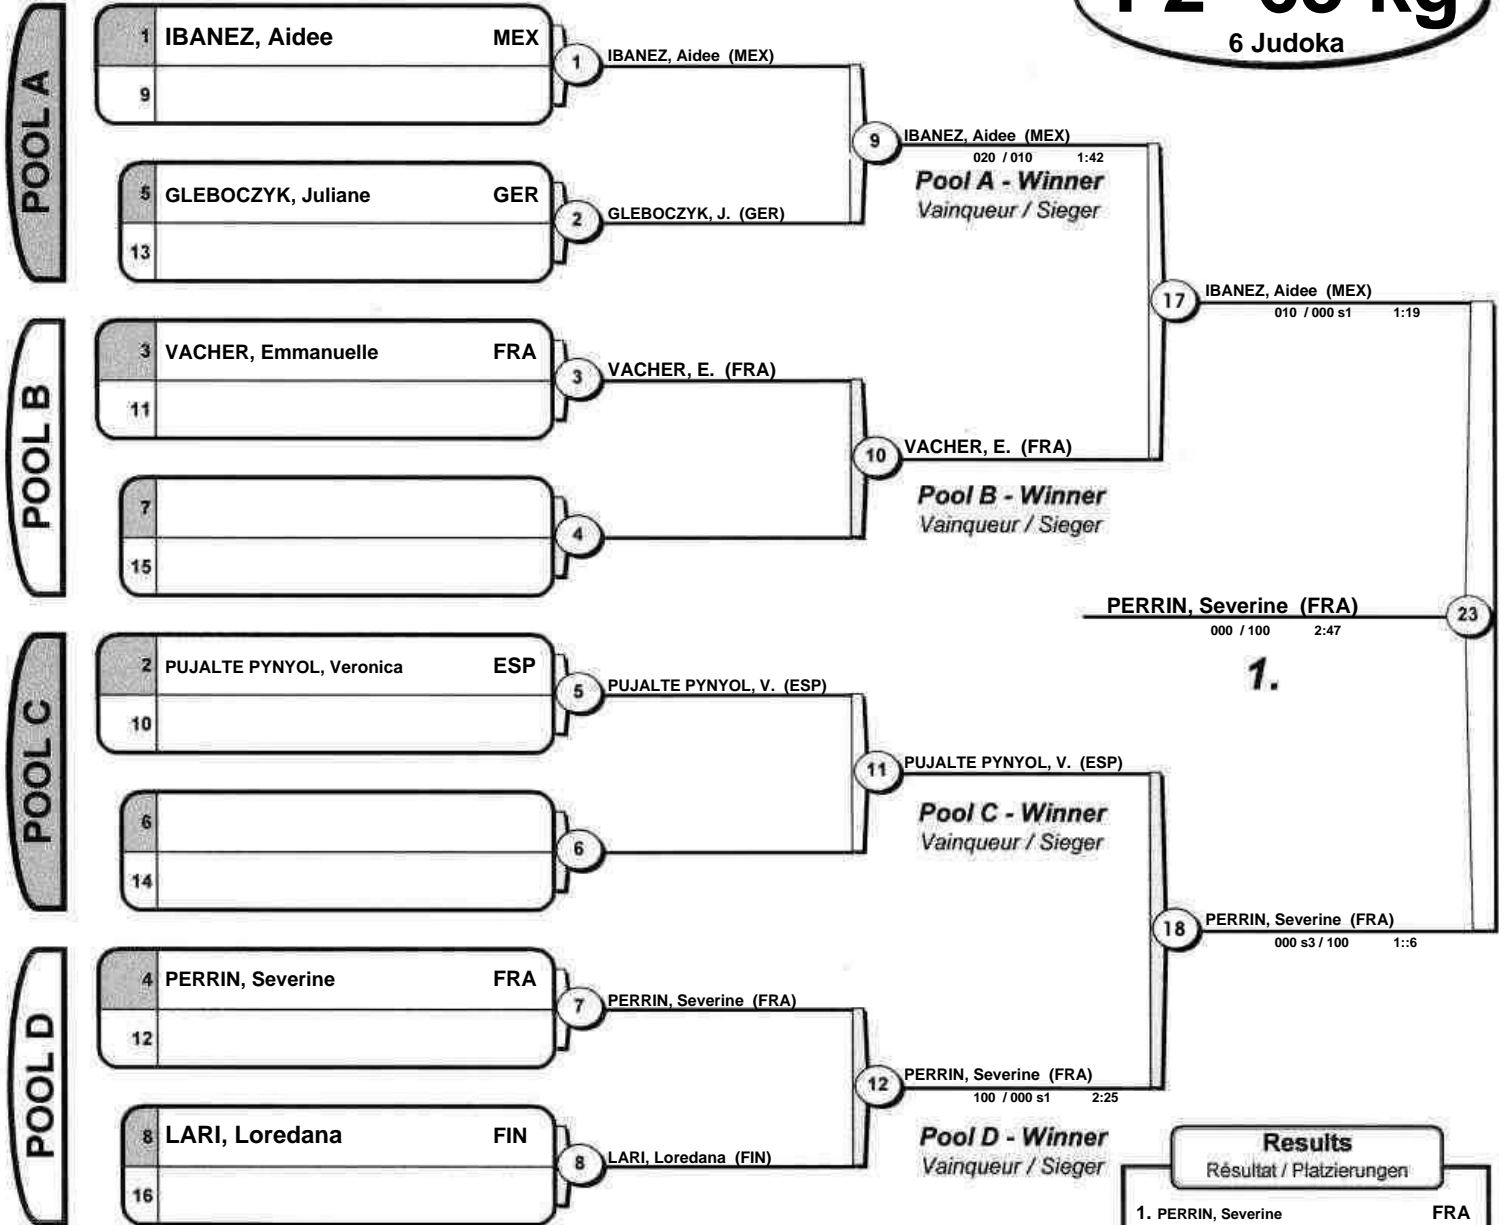 6 Judoka
POOL A
1 IBANEZ, Aidee MEX
9
1 IBANEZ, Aidee (MEX)
5 GLEBOCZYK, Juliane GER
13
2 GLEBOCZYK, J. (GER)
9 IBANEZ, Aidee (MEX)
020 / 010 1:42
Pool A - Winner
Vainqueur / Sieger
POOL B
3 VACHER, Emmanuelle FRA
11
3 VACHER, E. (FRA)
7
15
4
10 VACHER, E. (FRA)
Pool B - Winner
Vainqueur / Sieger
17 IBANEZ, Aidee (MEX)
010 / 000 s1 1:19
PERRIN, Severine (FRA) 23
000 / 100 2:47
1.
POOL C
2 PUJALTE PYNYOL, Veronica ESP
10
5 PUJALTE PYNYOL, V. (ESP)
6
14
6
11 PUJALTE PYNYOL, V. (ESP)
Pool C - Winner
Vainqueur / Sieger
18 PERRIN, Severine (FRA)
000 s3 / 100 1::6
POOL D
4 PERRIN, Severine FRA
12
7 PERRIN, Severine (FRA)
8 LARI, Loredana FIN
16
8 LARI, Loredana (FIN)
12 PERRIN, Severine (FRA)
100 / 000 s1 2:25
Pool D - Winner
Vainqueur / Sieger
Results
Résultat / Platzierungen
1. PERRIN, Severine FRA